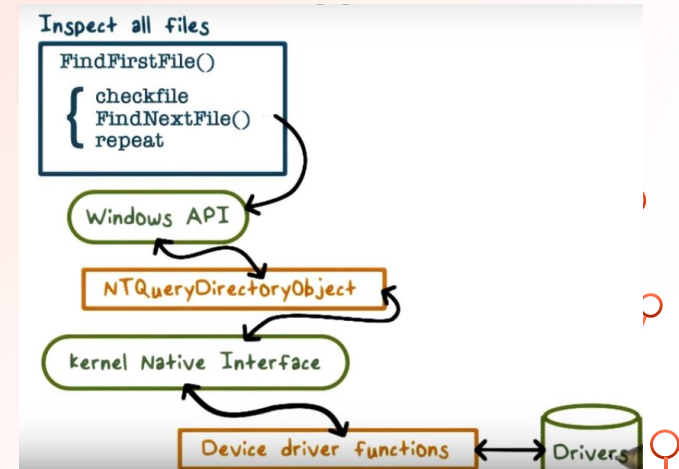 Inspect all files
FindFirstFile()
checkfile
FindNextFile()
repeat
Windows API
NTQueryDirectoryObject
Kernel Native Interface
Device driver functions
Drivers